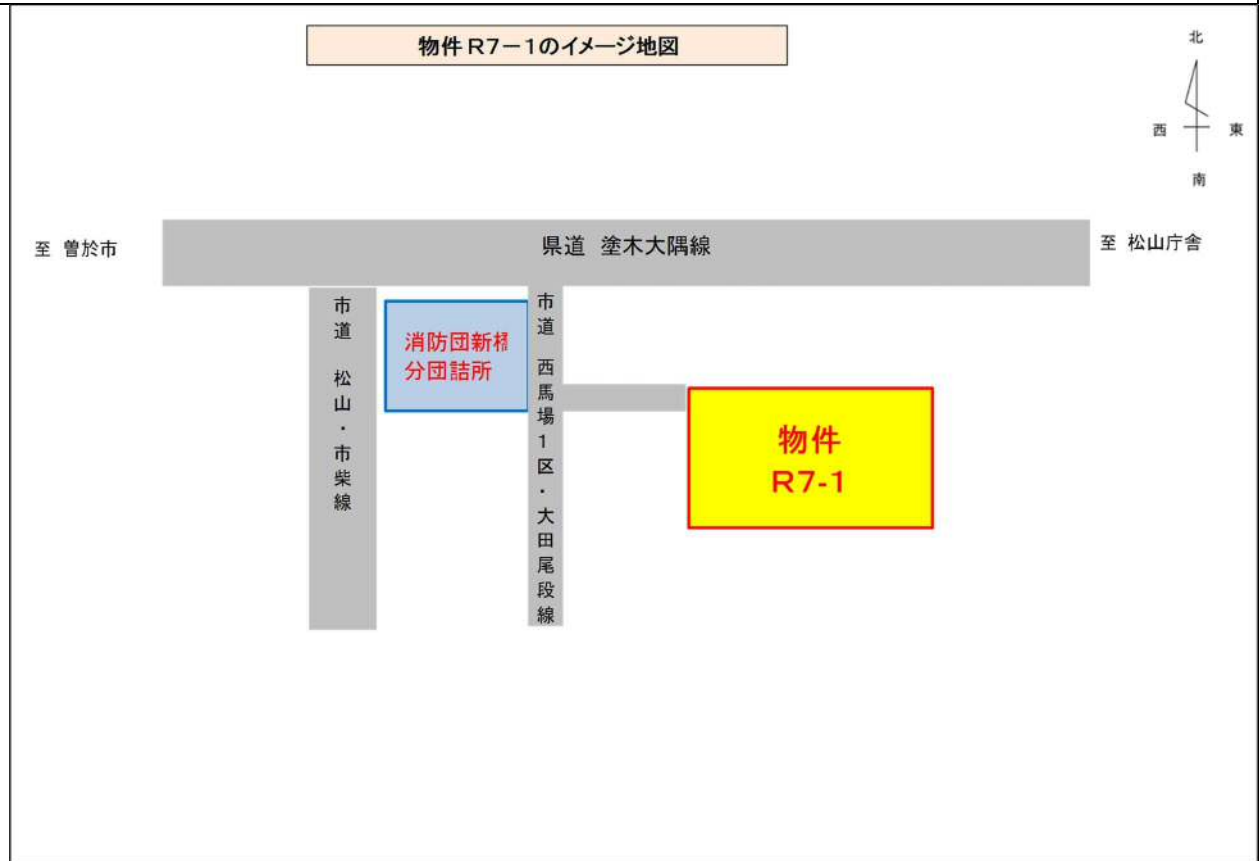 物件R7-1のイメージ地図
北
西 東
南
至 曽於市
県道 塗木大隅線
至 松山庁舎
市道 松山・市柴線
消防団新橋
分団詰所
市道 西馬場1区・大田尾段線
物件
R7-1